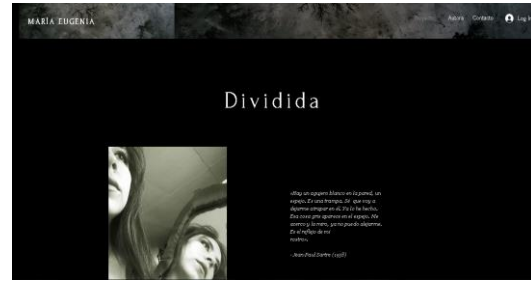 MARÍA EUGENIA
Autora Contacto Log In
Dividida
«Hay un agujero blanco en la pared, un
espejo. Es una trampa. Sé que voy a
dejarme atrapar en él. Ya lo he hecho.
Esa cosa gris aparece en el espejo. Me
acerco y la miro, ya no puedo alejarme.
Es el reflejo de mi
rostro».
- Jean Paul Sartre (1938)